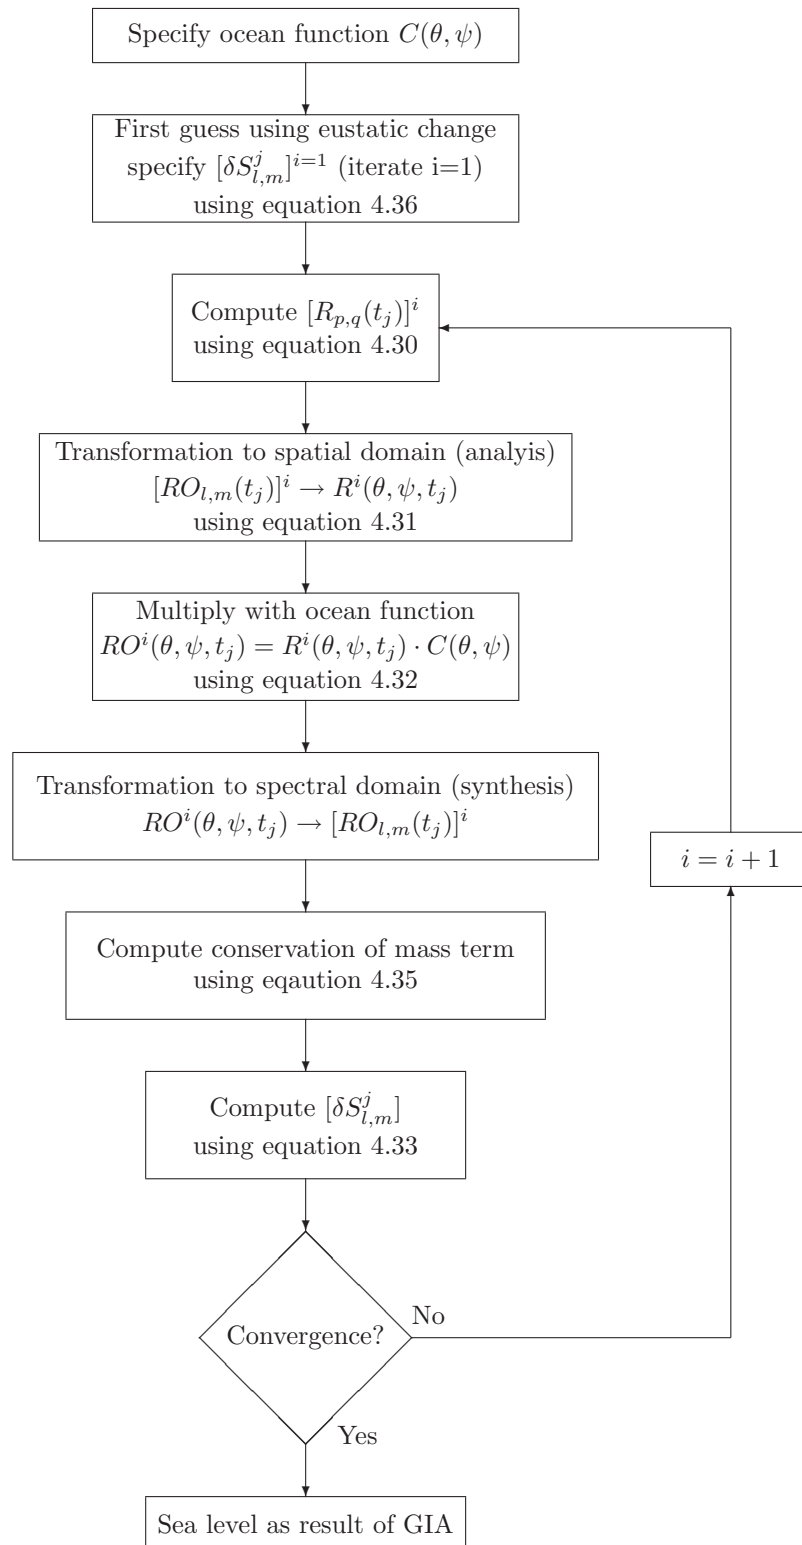 Specify ocean function C(θ, ψ)
First guess using eustatic change
specify [δS^j_{l,m}]^{i=1} (iterate i=1)
using equation 4.36
Compute [R_{p,q}(t_j)]^i
using equation 4.30
Transformation to spatial domain (analyis)
[RO_{l,m}(t_j)]^i → R^i(θ, ψ, t_j)
using equation 4.31
Multiply with ocean function
RO^i(θ, ψ, t_j) = R^i(θ, ψ, t_j) · C(θ, ψ)
using equation 4.32
Transformation to spectral domain (synthesis)
RO^i(θ, ψ, t_j) → [RO_{l,m}(t_j)]^i
i = i + 1
Compute conservation of mass term
using eqaution 4.35
Compute [δS^j_{l,m}]
using equation 4.33
Convergence?
No
Yes
Sea level as result of GIA